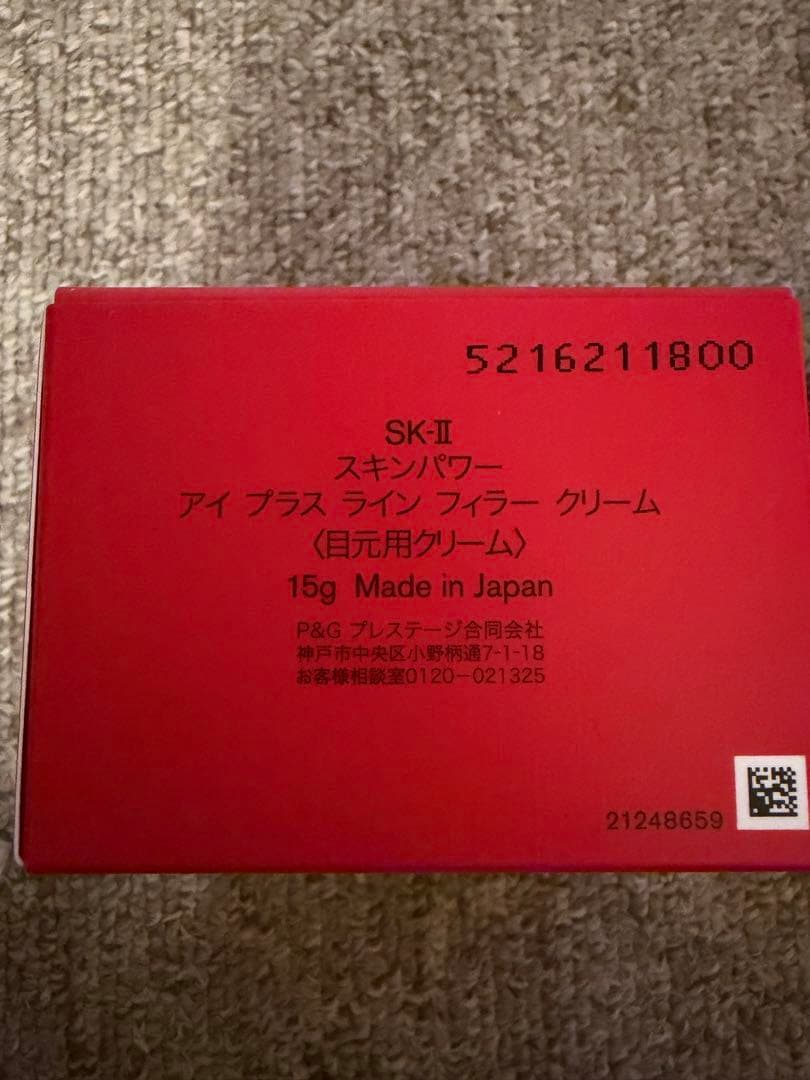 5216211800
SK-Ⅱ
スキンパワー
アイ プラス ライン フィラー クリーム
〈目元用クリーム〉
15g Made in Japan
P&G プレステージ合同会社
神戸市中央区小野柄通7-1-18
お客様相談室0120-021325
21248659